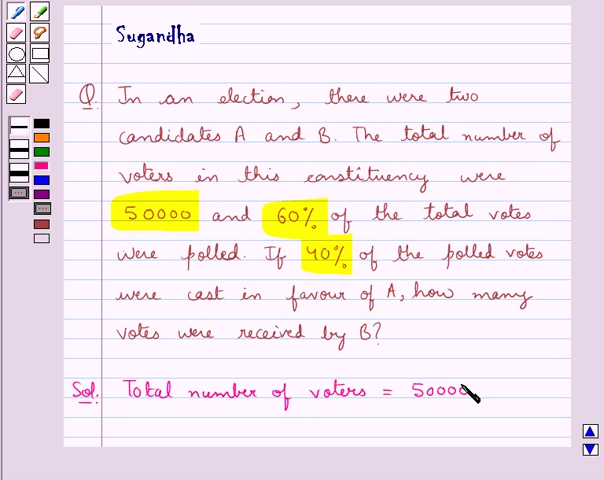 Sugandha
Q. In an election, there were two
candidates A and B. The total number of
voters in this constituency were
50000 and 60% of the total votes
were polled. If 40% of the polled votes
were cast in favour of A, how many
votes were received by B?
Sol. Total number of voters = 50000